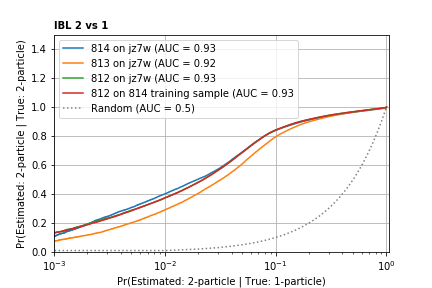 IBL 2 vs 1
814 on jz7w (AUC = 0.93
813 on jz7w (AUC = 0.92
812 on jz7w (AUC = 0.93
812 on 814 training sample (AUC = 0.93
Random (AUC = 0.5)
Pr(Estimated: 2-particle | True: 2-particle)
1.4
1.2
1.0
0.8
0.6
0.4
0.2
0.0
10⁻³
10⁻²
10⁻¹
10⁰
Pr(Estimated: 2-particle | True: 1-particle)